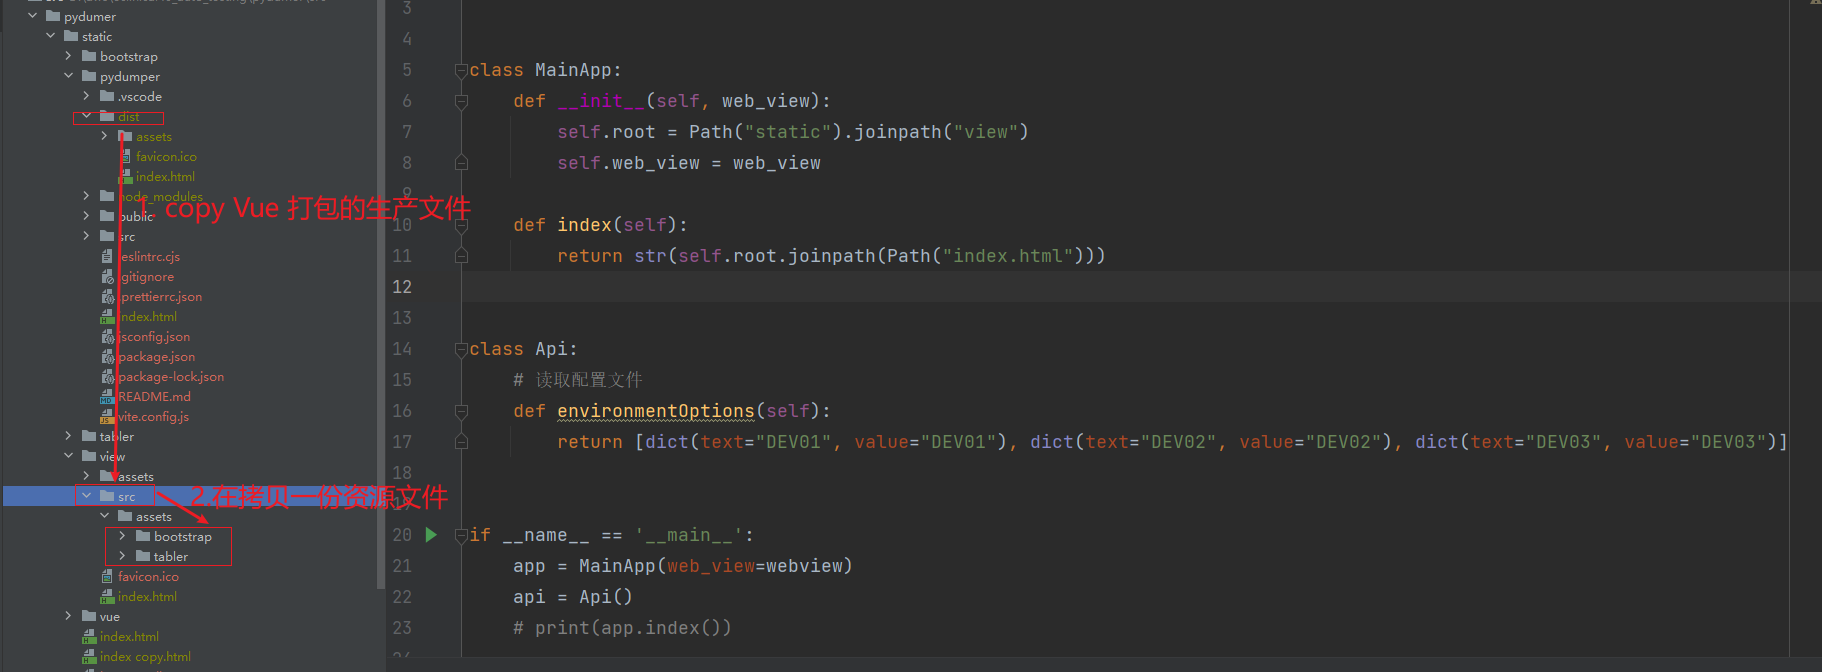 pydumer
static
bootstrap
pydumper
.vscode
dist
assets
favicon.ico
index.html
node_modules
public
src
eslintrc.cjs
gitignore
prettierrc.json
index.html
jsconfig.json
package.json
package-lock.json
README.md
vite.config.js
tabler
view
assets
src
assets
bootstrap
tabler
favicon.ico
index.html
vue
index.html
index copy.html
1. copy Vue 打包的生产文件
2.在拷贝一份资源文件
3
4
5 class MainApp:
6 def __init__(self, web_view):
7 self.root = Path("static").joinpath("view")
8 self.web_view = web_view
9
10 def index(self):
11 return str(self.root.joinpath(Path("index.html")))
12
13
14 class Api:
15 # 读取配置文件
16 def environmentOptions(self):
17 return [dict(text="DEV01", value="DEV01"), dict(text="DEV02", value="DEV02"), dict(text="DEV03", value="DEV03")]
18
19
20 if __name__ == '__main__':
21 app = MainApp(web_view=webview)
22 api = Api()
23 # print(app.index())
24